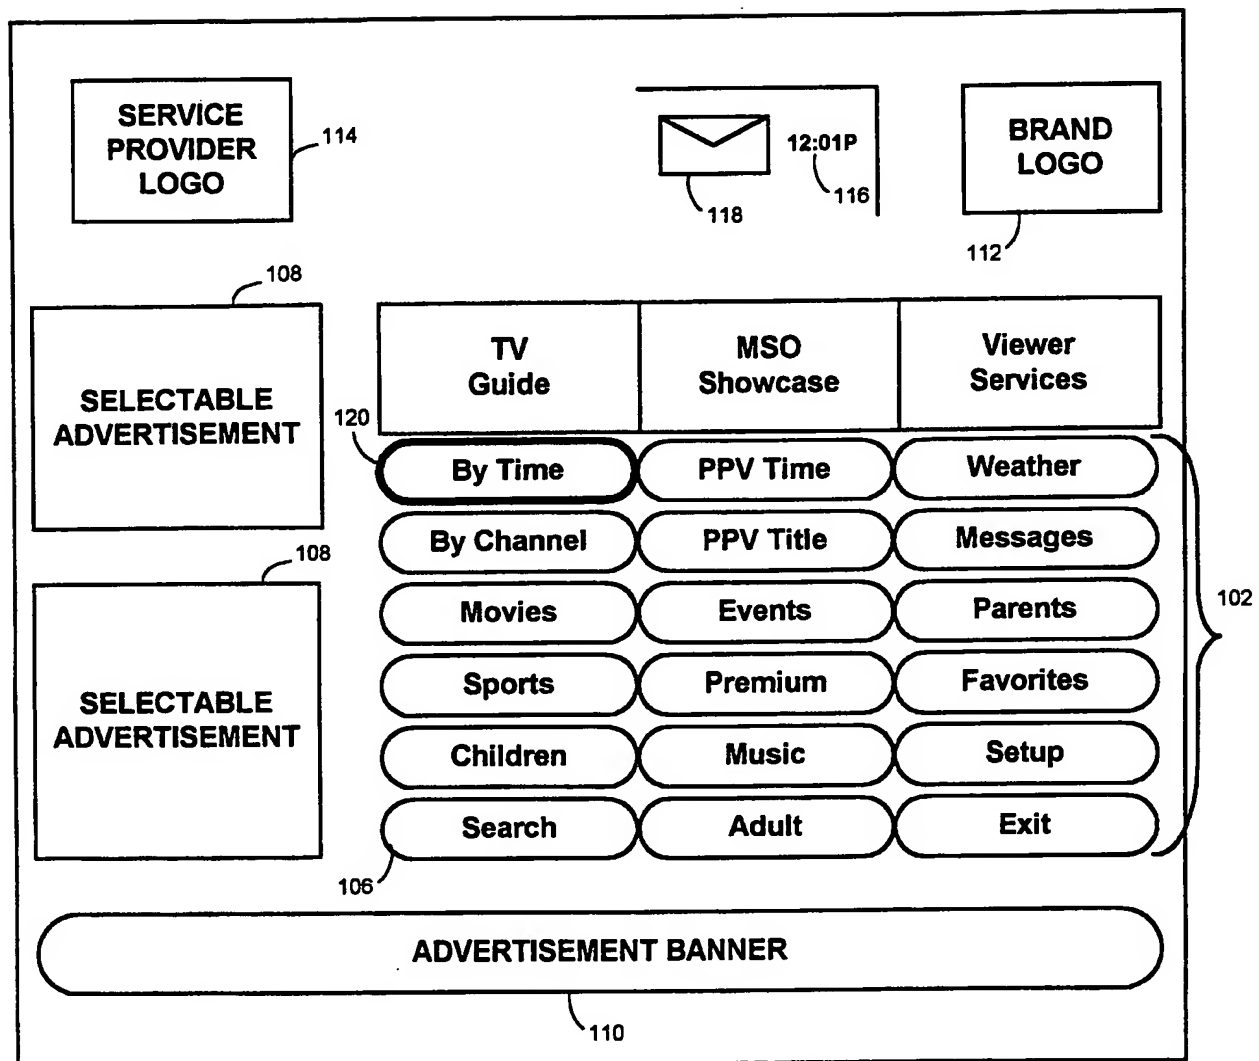 SERVICE
PROVIDER
LOGO
114
12:01P
118
116
BRAND
LOGO
112
108
SELECTABLE
ADVERTISEMENT
108
SELECTABLE
ADVERTISEMENT
TV
Guide
MSO
Showcase
Viewer
Services
120
By Time
PPV Time
Weather
By Channel
PPV Title
Messages
Movies
Events
Parents
Sports
Premium
Favorites
Children
Music
Setup
Search
Adult
Exit
102
106
ADVERTISEMENT BANNER
110